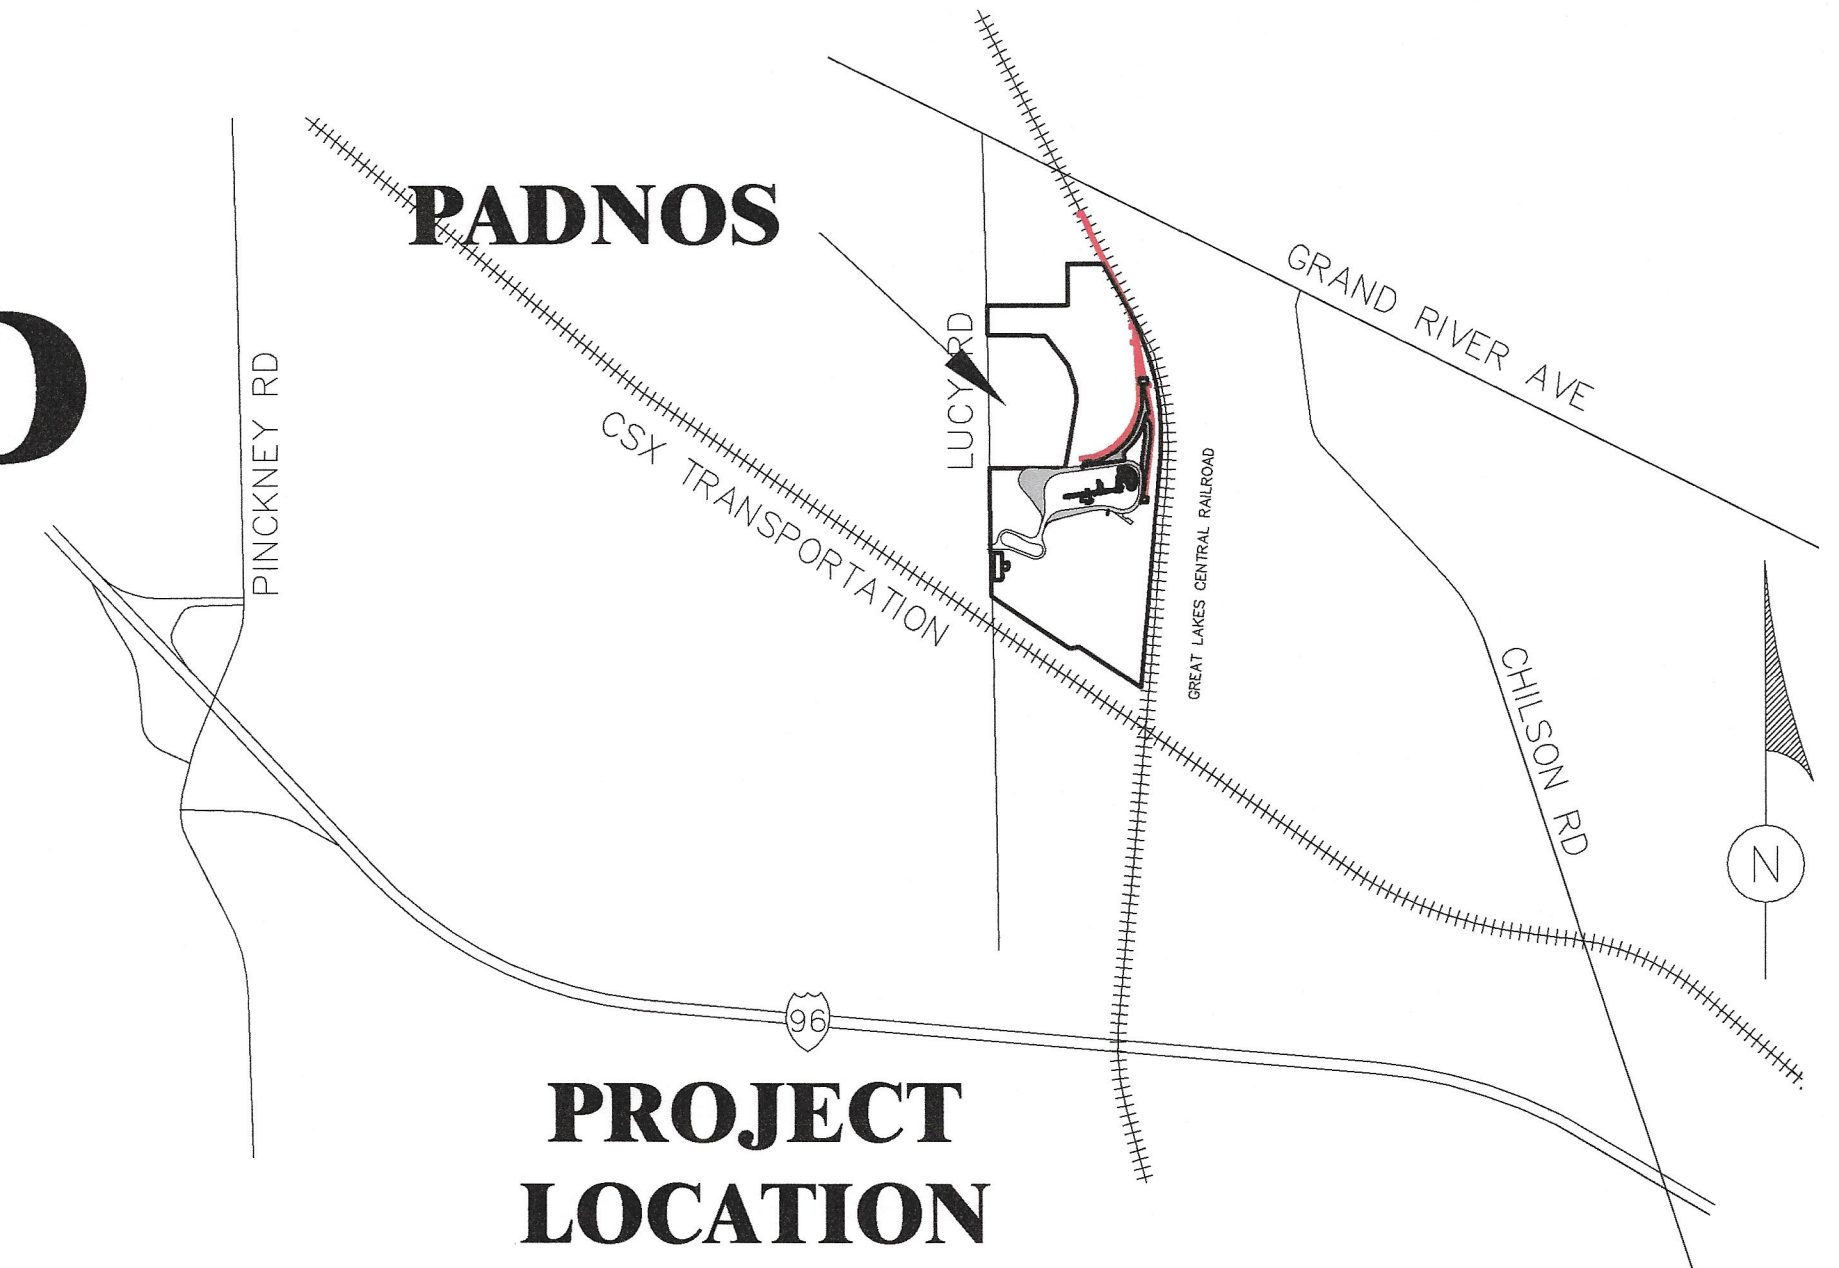 PADNOS
GRAND RIVER AVE
LUCY RD
PINCKNEY RD
CSX TRANSPORTATION
GREAT LAKES CENTRAL RAILROAD
CHILSON RD
N
96
PROJECT
LOCATION